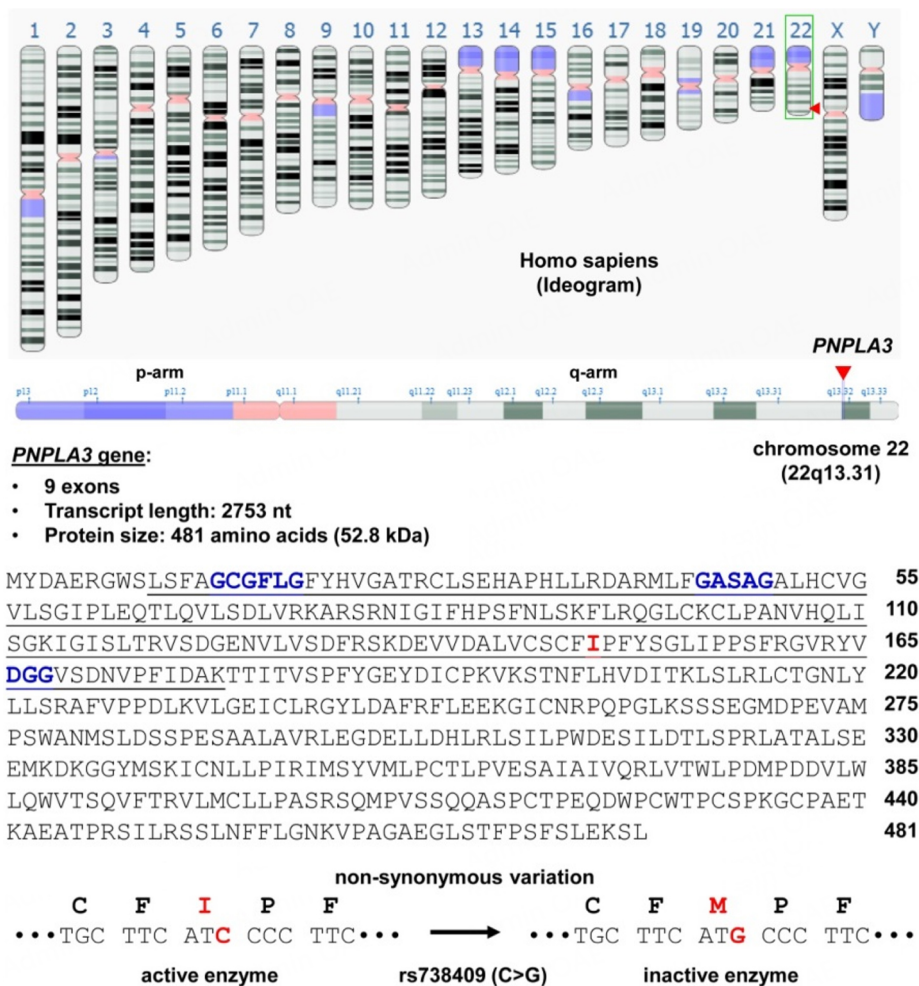 1 2 3 4 5 6 7 8 9 10 11 12 13 14 15 16 17 18 19 20 21 22 X Y
Homo sapiens
(Ideogram)
PNPLA3
p-arm q-arm
p13 p12 p11.2 p11.1 q11.1 q11.21 q11.22 q11.23 q12.1 q12.2 q12.3 q13.1 q13.2 q13.31 q13.32 q13.33
chromosome 22
(22q13.31)
PNPLA3 gene:
• 9 exons
• Transcript length: 2753 nt
• Protein size: 481 amino acids (52.8 kDa)
MYDAERGWSLSFAGCGFLGFYHVGATRCLSEHAPHLLRDARMLFGASAGALHCVG 55
VLSGIPLEQTLQVLSDLVRKARSRNIGIFHPSFNLSKFLRQGLCKCLPANVHQLI 110
SGKIGISLTRVSDGENVLVSDFRSKDEVVDALVCSCFIPFYSGLIPPSFRGVRYV 165
DGGVSDNVPFIDAKTTITVSPFYGEYDICPKVKSTNFLHVDITKLSLRLCTGNLY 220
LLSRAFVPPDLKVLGEICLRGYLDAFRFLEEKGICNRPQPGLKSSSEGMDPEVAM 275
PSWANMSLDSSPESAALAVRLEGDELLDHLRLSILPWDESILDTLSPRLATALSE 330
EMKDKGGYMSKICNLLPIRIMSYVMLPCTLPVESAIAIVQRLVTWLPDMPDDVLW 385
LQWVTSQVFTRVLMCLLPASRSQMPVSSQQASPCTPEQDWPCWTPCSPKGCPAET 440
KAEATPRSILRSSLNFFLGNKVPAGAEGLSTFPSFSLEKSL 481
non-synonymous variation
C F I P F C F M P F
•••TGC TTC ATC CCC TTC••• •••TGC TTC ATG CCC TTC•••
active enzyme rs738409 (C>G) inactive enzyme